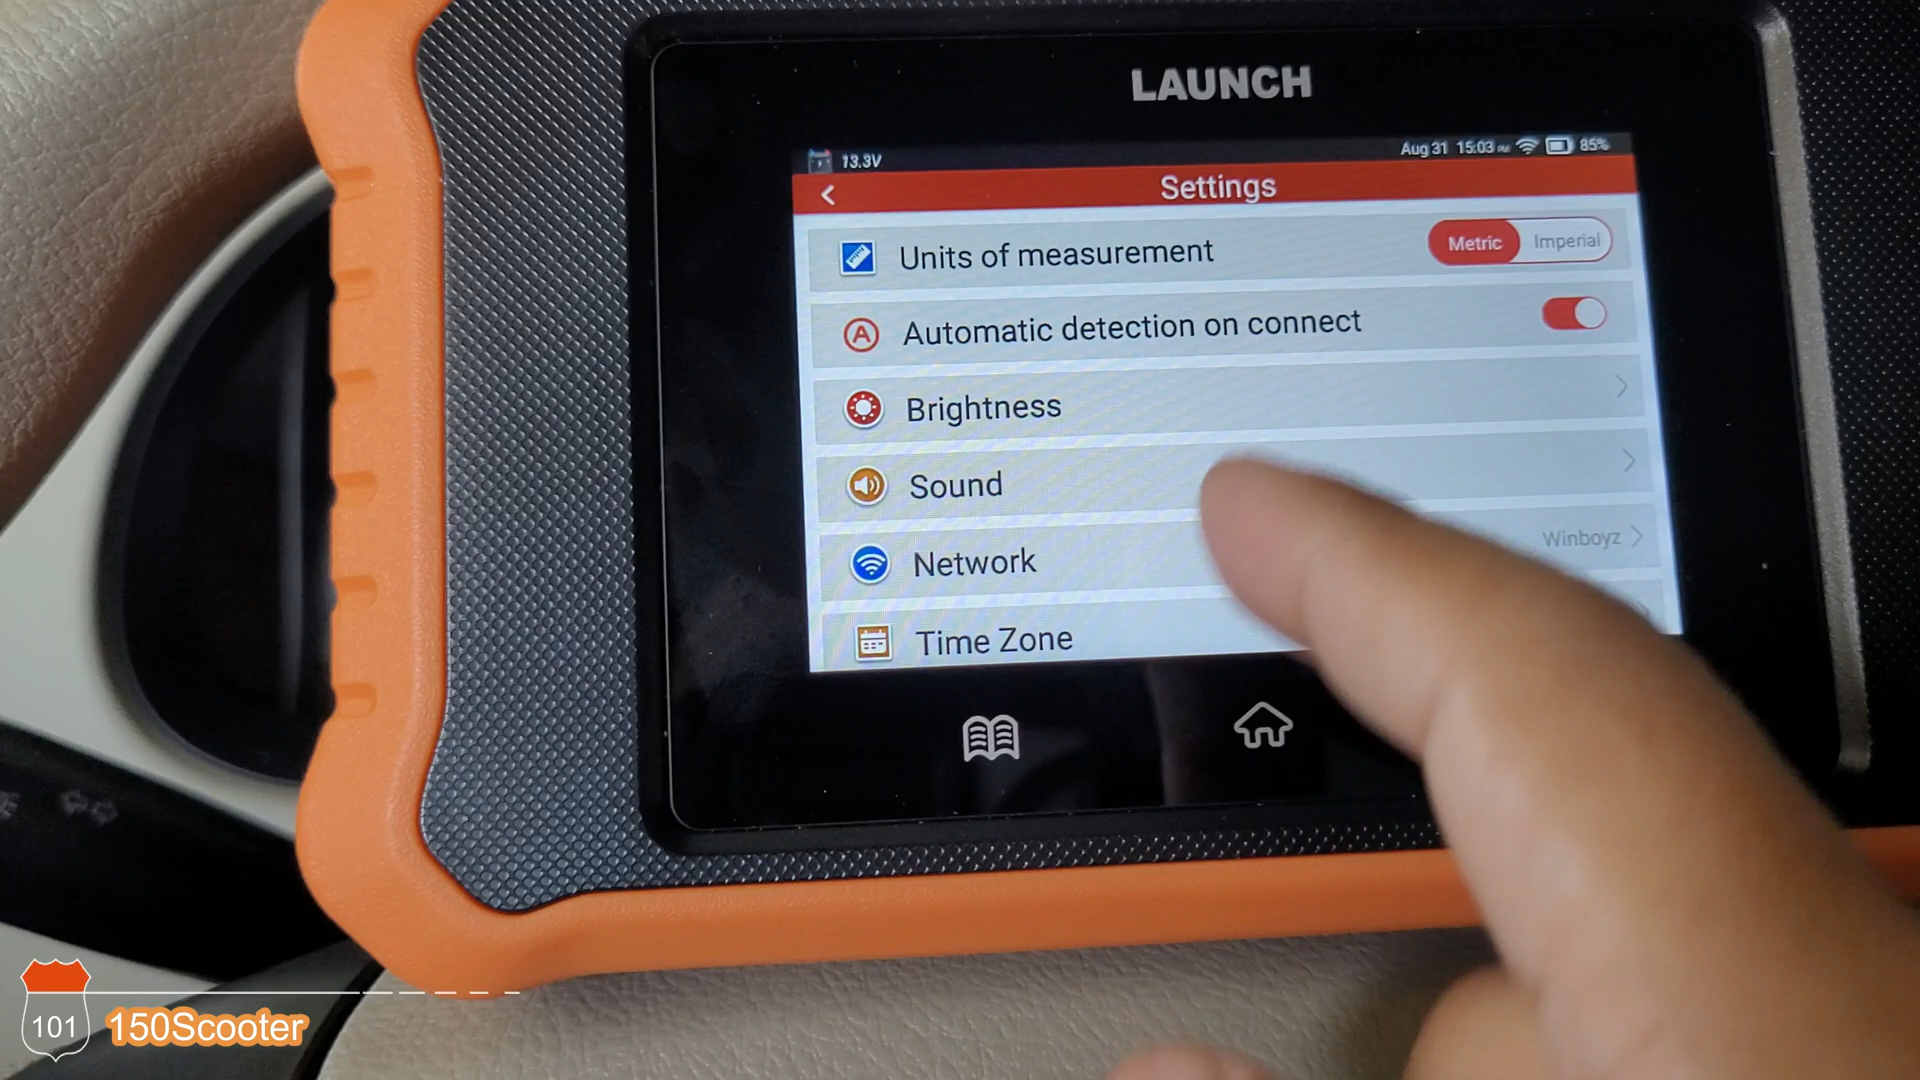 LAUNCH
13.3V
Aug 31 15:03 PM 85%
Settings
Units of measurement
Metric Imperial
Automatic detection on connect
Brightness
Sound
Network
Winboyz
Time Zone
101
150Scooter